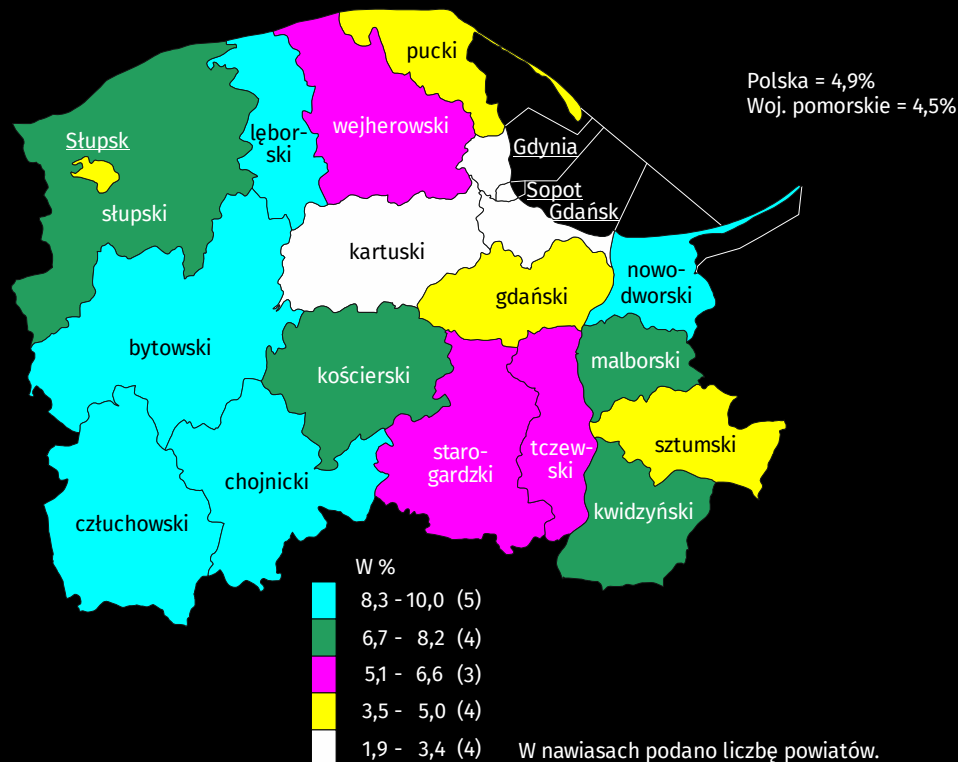 pucki
Polska = 4,9%
Woj. pomorskie = 4,5%
wejherowski
lębor-
ski
Słupsk
Gdynia
Sopot
Gdańsk
słupski
kartuski
nowo-
dworski
gdański
bytowski
malborski
kościerski
sztumski
staro-
gardzki
tczew-
ski
chojnicki
kwidzyński
człuchowski
W %
8,3 - 10,0 (5)
6,7 - 8,2 (4)
5,1 - 6,6 (3)
3,5 - 5,0 (4)
1,9 - 3,4 (4)
W nawiasach podano liczbę powiatów.